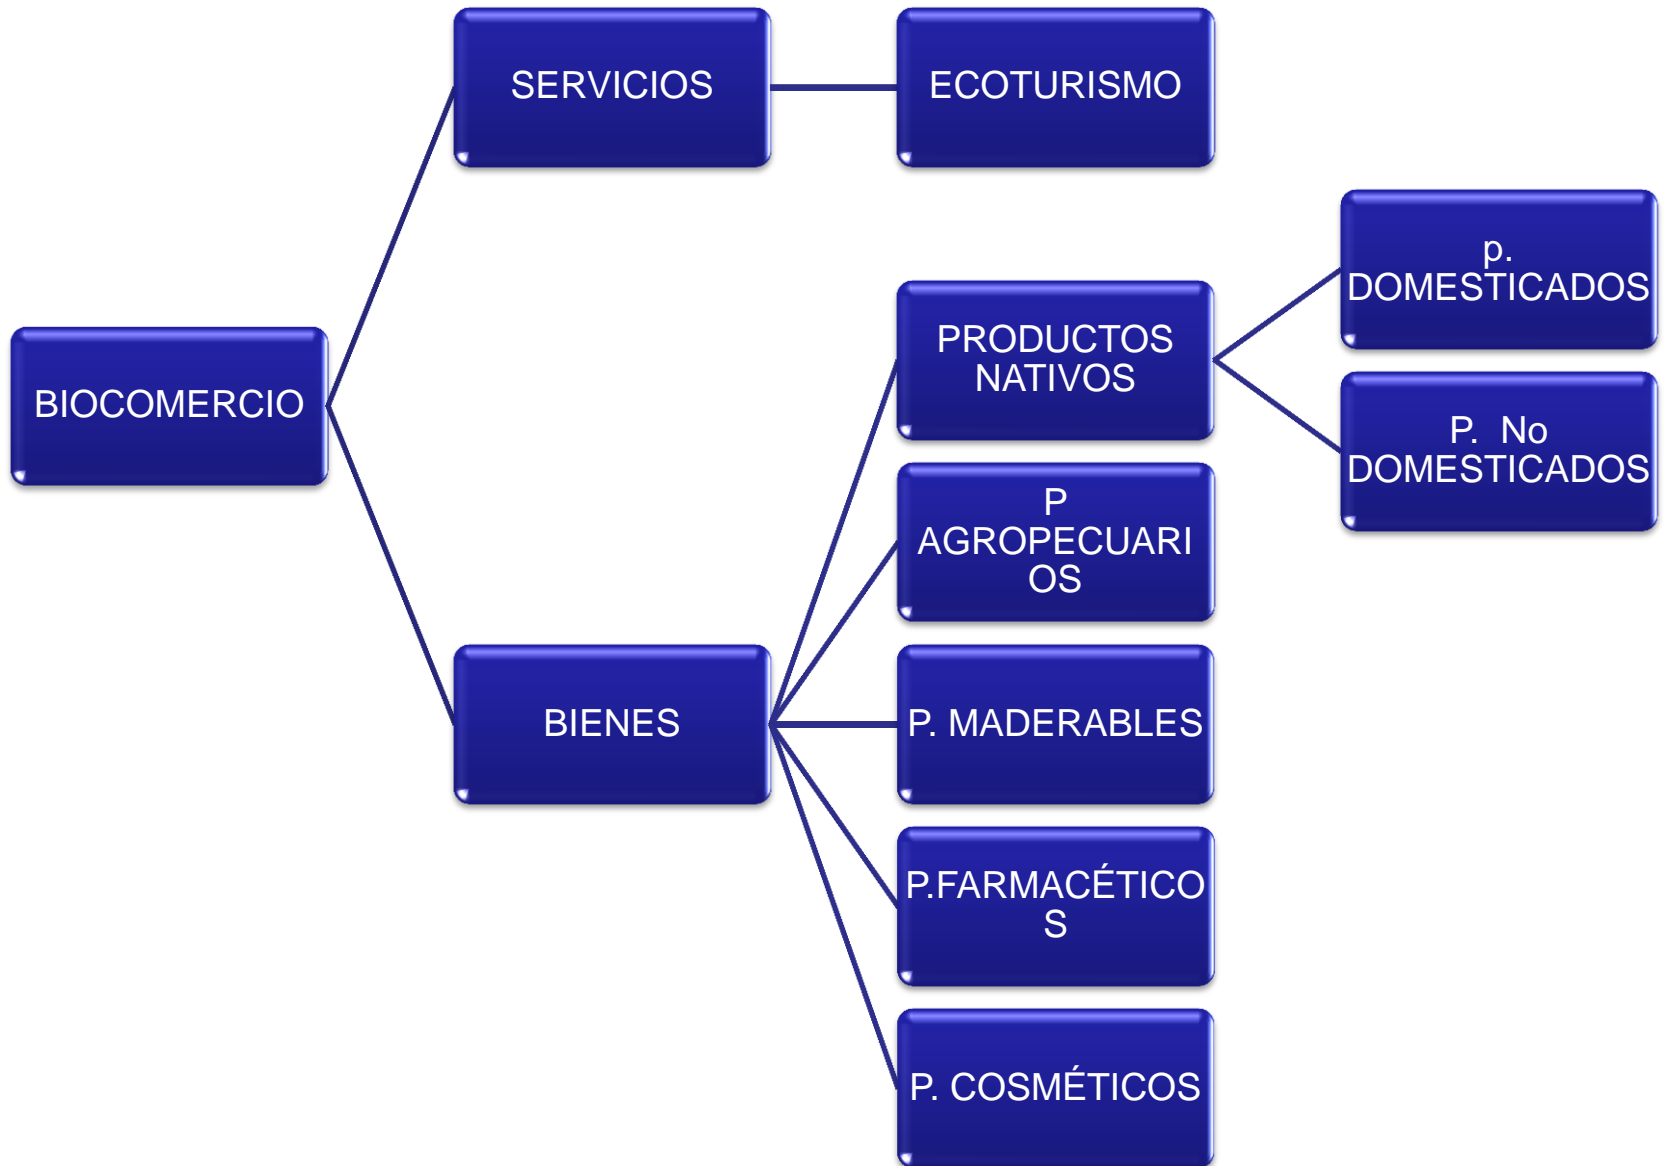 SERVICIOS
ECOTURISMO
BIOCOMERCIO
BIENES
PRODUCTOS
NATIVOS
p.
DOMESTICADOS
P.  No
DOMESTICADOS
P
AGROPECUARI
OS
P. MADERABLES
P.FARMACÉTICO
S
P. COSMÉTICOS